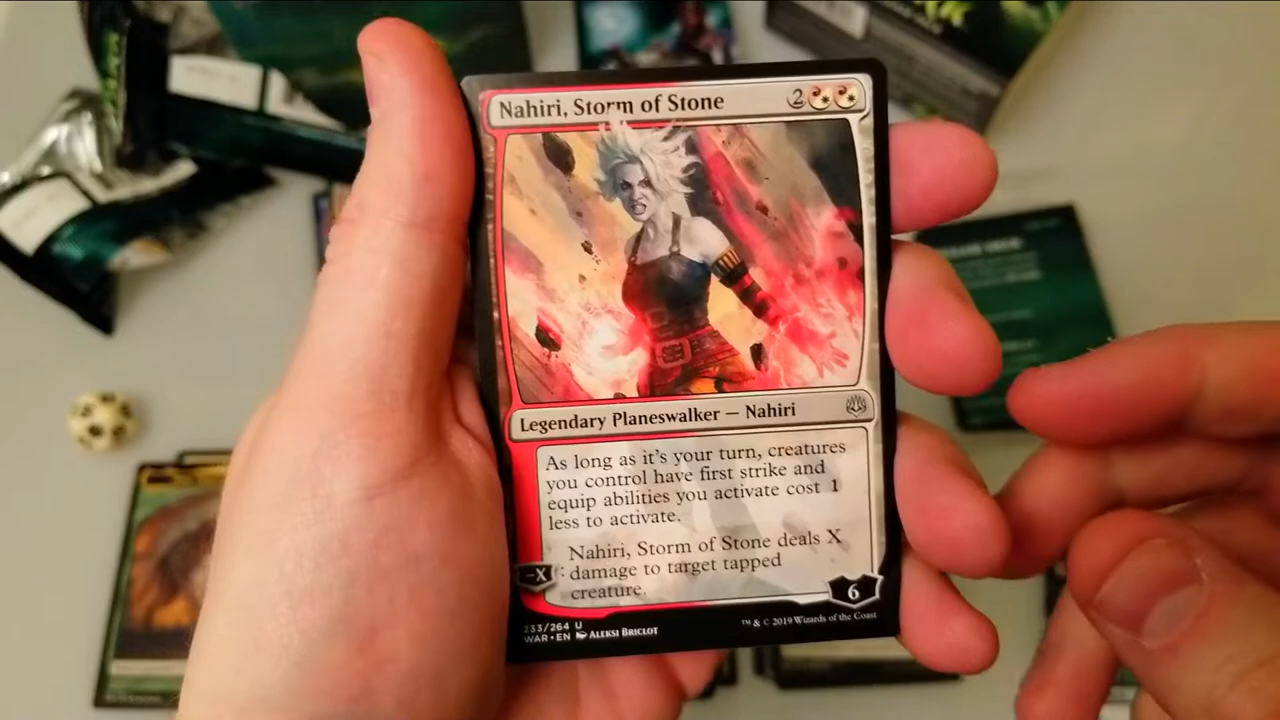 Nahiri, Storm of Stone 2
Legendary Planeswalker — Nahiri
As long as it's your turn, creatures
you control have first strike and
equip abilities you activate cost 1
less to activate.
−X: Nahiri, Storm of Stone deals X
damage to target tapped
creature.
6
233/264 U
WAR • EN ALEKSI BRICLOT
™ & © 2019 Wizards of the Coast